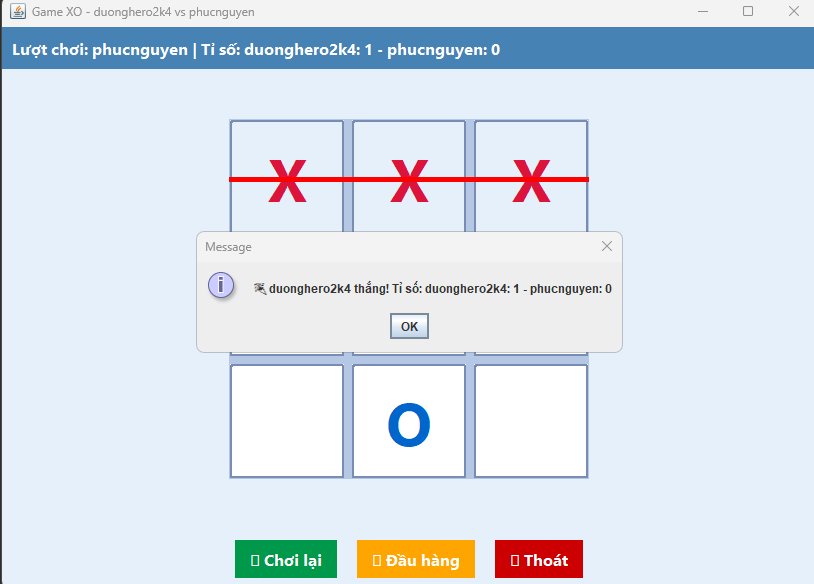 Game XO - duonghero2k4 vs phucnguyen
Lượt chơi: phucnguyen | Tỉ số: duonghero2k4: 1 - phucnguyen: 0
X X X
Message
duonghero2k4 thắng! Tỉ số: duonghero2k4: 1 - phucnguyen: 0
OK
O
Chơi lại Đầu hàng Thoát